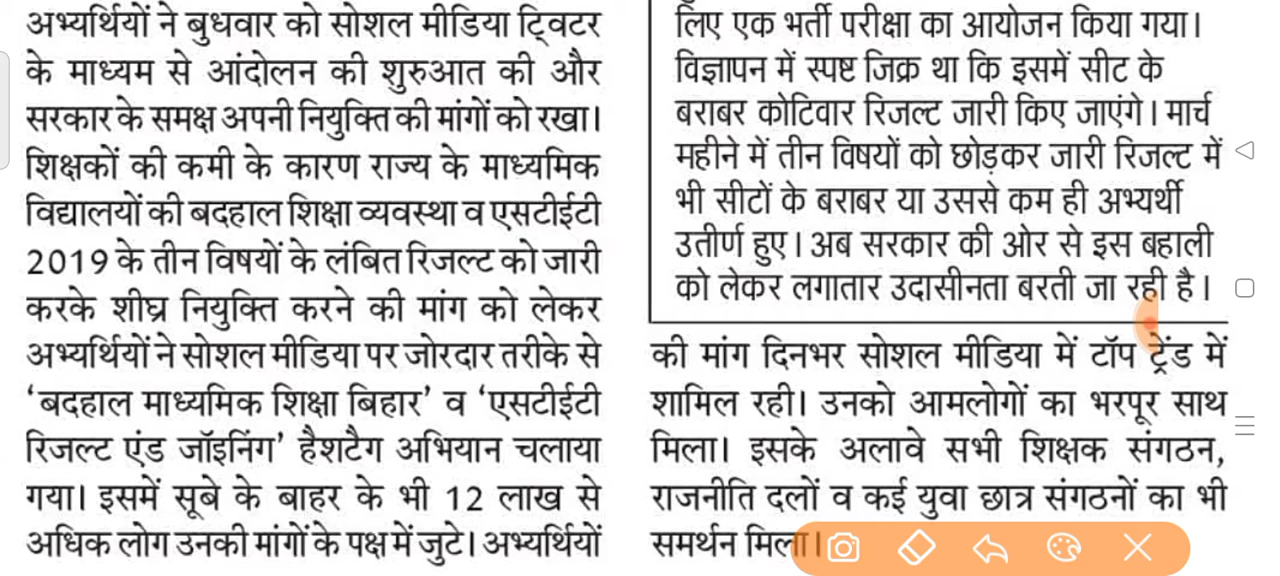 अभ्यर्थियों ने बुधवार को सोशल मीडिया ट्विटर
के माध्यम से आंदोलन की शुरुआत की और
सरकार के समक्ष अपनी नियुक्ति की मांगों को रखा।
शिक्षकों की कमी के कारण राज्य के माध्यमिक
विद्यालयों की बदहाल शिक्षा व्यवस्था व एसटीईटी
2019 के तीन विषयों के लंबित रिजल्ट को जारी
करके शीघ्र नियुक्ति करने की मांग को लेकर
अभ्यर्थियों ने सोशल मीडिया पर जोरदार तरीके से
‘बदहाल माध्यमिक शिक्षा बिहार’ व ‘एसटीईटी
रिजल्ट एंड जॉइनिंग’ हैशटैग अभियान चलाया
गया। इसमें सूबे के बाहर के भी 12 लाख से
अधिक लोग उनकी मांगों के पक्ष में जुटे। अभ्यर्थियों
लिए एक भर्ती परीक्षा का आयोजन किया गया।
विज्ञापन में स्पष्ट जिक्र था कि इसमें सीट के
बराबर कोटिवार रिजल्ट जारी किए जाएंगे। मार्च
महीने में तीन विषयों को छोड़कर जारी रिजल्ट में
भी सीटों के बराबर या उससे कम ही अभ्यर्थी
उतीर्ण हुए। अब सरकार की ओर से इस बहाली
को लेकर लगातार उदासीनता बरती जा रही है।
की मांग दिनभर सोशल मीडिया में टॉप ट्रेंड में
शामिल रही। उनको आमलोगों का भरपूर साथ
मिला। इसके अलावे सभी शिक्षक संगठन,
राजनीति दलों व कई युवा छात्र संगठनों का भी
समर्थन मिला।